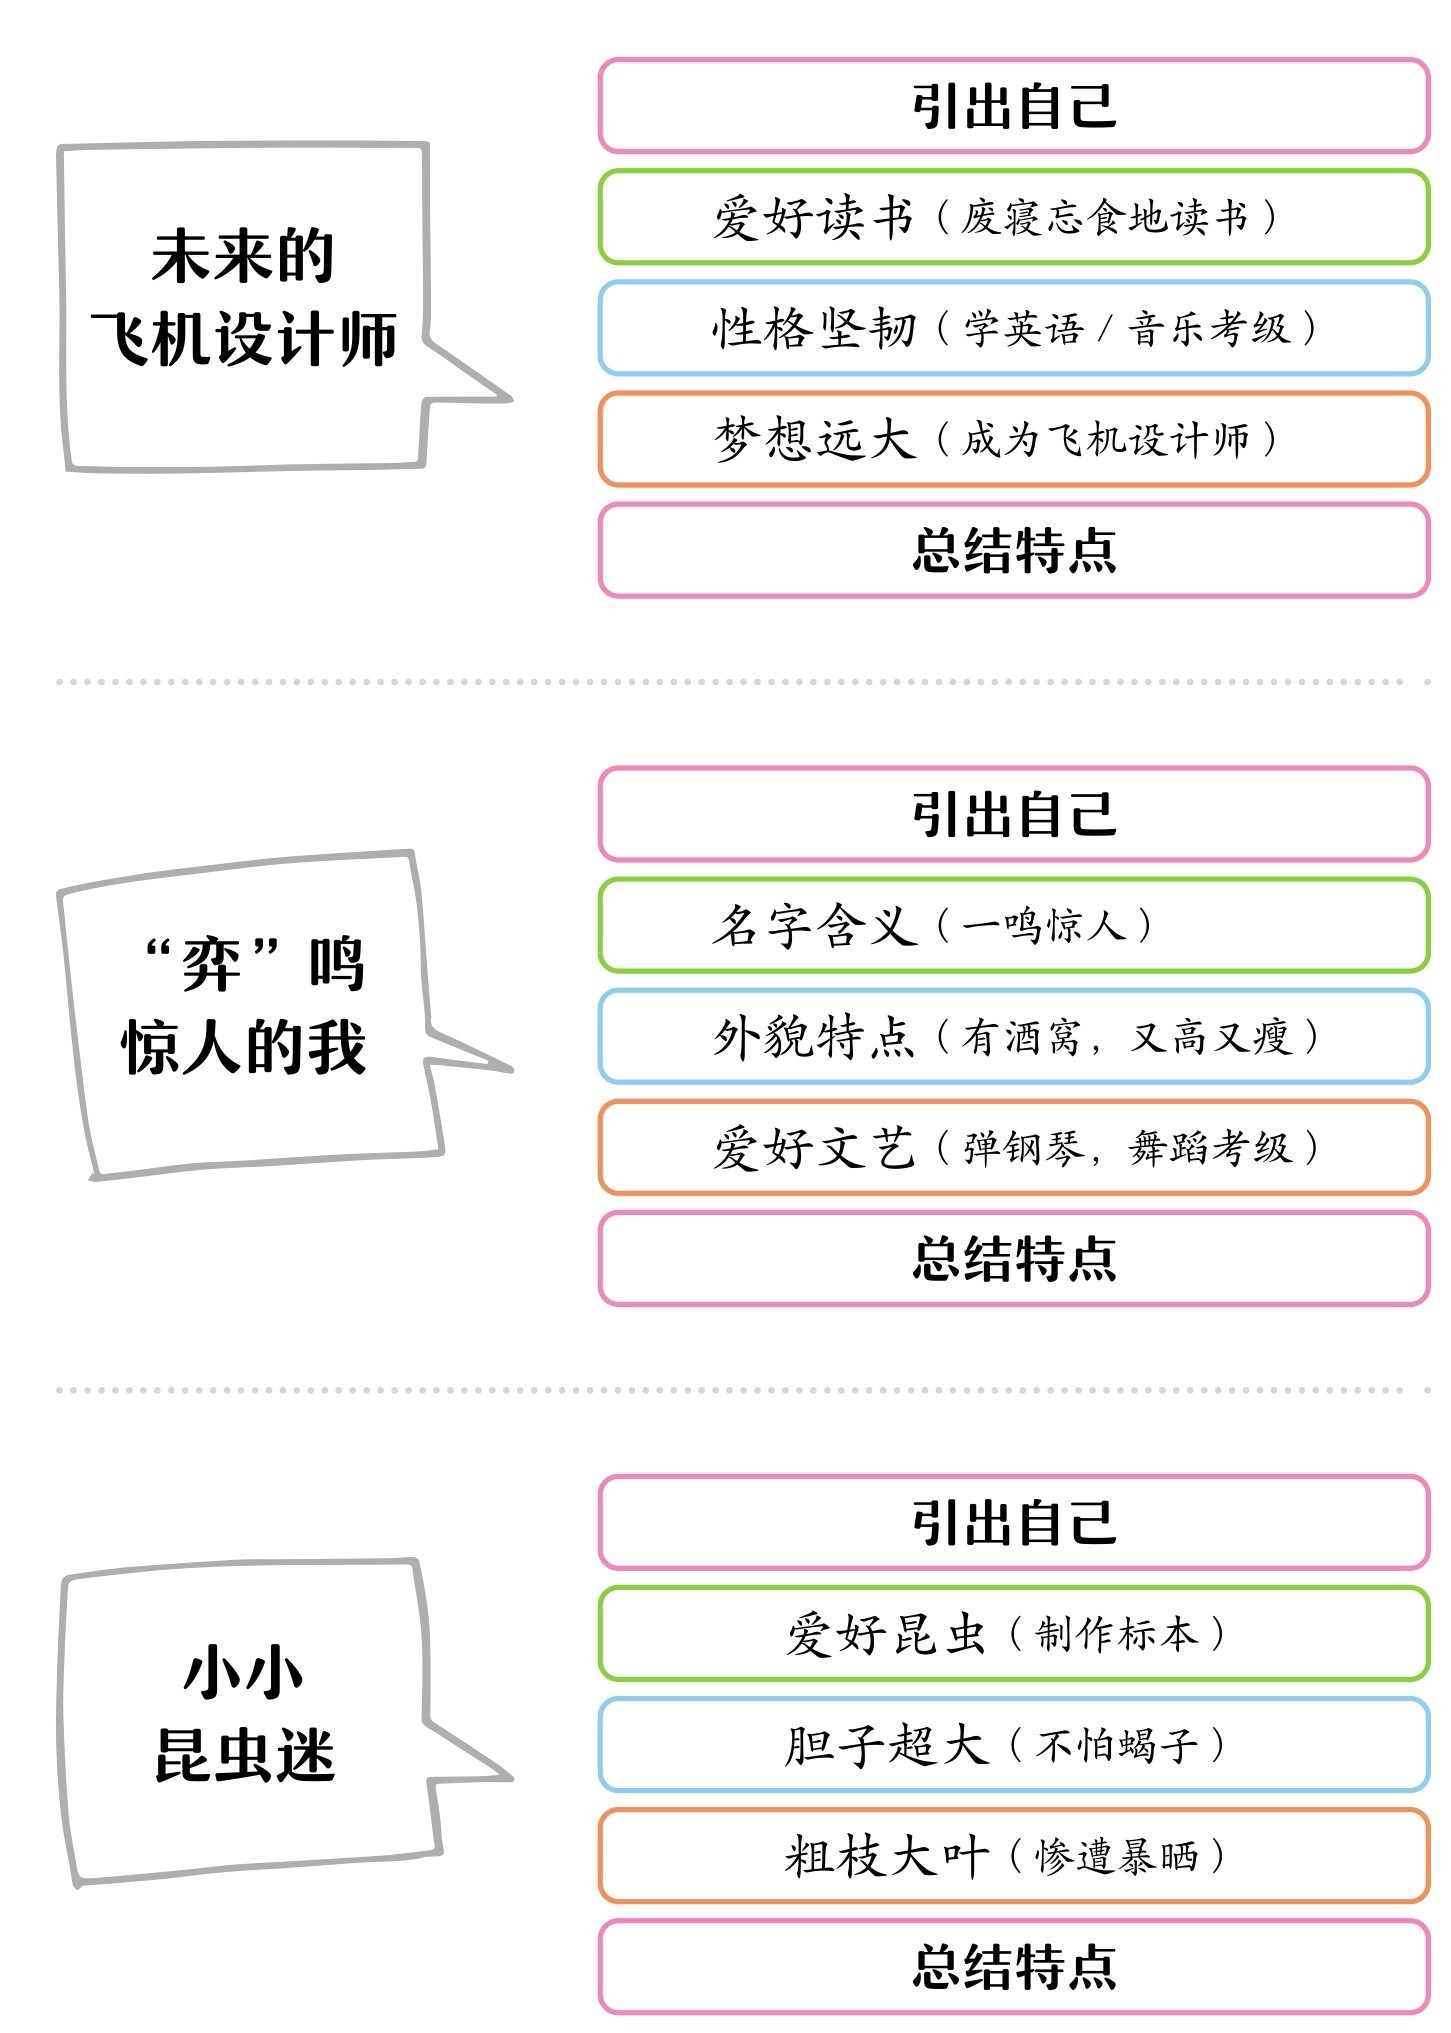 未来的
飞机设计师
引出自己
爱好读书（废寝忘食地读书）
性格坚韧（学英语/音乐考级）
梦想远大（成为飞机设计师）
总结特点
“弈”鸣
惊人的我
引出自己
名字含义（一鸣惊人）
外貌特点（有酒窝，又高又瘦）
爱好文艺（弹钢琴，舞蹈考级）
总结特点
小小
昆虫迷
引出自己
爱好昆虫（制作标本）
胆子超大（不怕蝎子）
粗枝大叶（惨遭暴晒）
总结特点